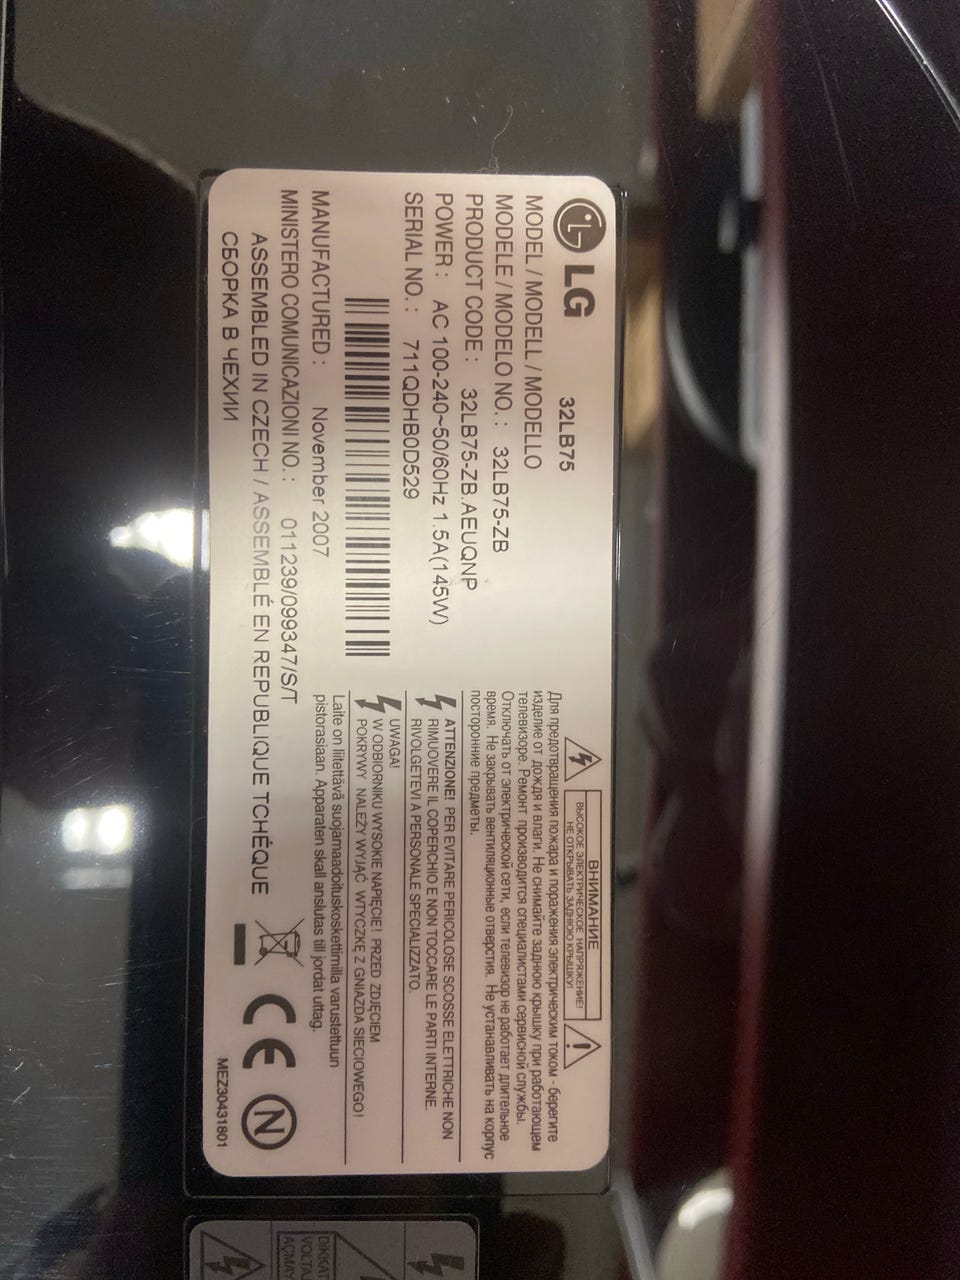 LG 32LB75
MODEL / MODELL / MODELLO
MODELE / MODELO NO. : 32LB75-ZB
PRODUCT CODE : 32LB75-ZB.AEUQNP
POWER : AC 100-240~50/60Hz 1.5A(145W)
SERIAL NO. : 711QDHB0D529
MANUFACTURED : November 2007
MINISTERO COMUNICAZIONI NO. : 011239/099347/S/T
ASSEMBLED IN CZECH / ASSEMBLÉ EN REPUBLIQUE TCHÉQUE
СБОРКА В ЧЕХИИ
ВНИМАНИЕ
ВЫСОКОЕ ЭЛЕКТРИЧЕСКОЕ НАПРЯЖЕНИЕ!
НЕ ОТКРЫВАТЬ ЗАДНЮЮ КРЫШКУ!
Для предотвращения пожара и поражения электрическим током - берегите
изделие от дождя и влаги. Не снимайте заднюю крышку при работающем
телевизоре. Ремонт производится специалистами сервисной службы.
Отключать от электрической сети, если телевизор не работает длительное
время. Не закрывать вентиляционные отверстия. Не устанавливать на корпус
посторонние предметы.
ATTENZIONE! PER EVITARE PERICOLOSE SCOSSE ELETTRICHE NON
RIMUOVERE IL COPERCHIO E NON TOCCARE LE PARTI INTERNE.
RIVOLGETEVI A PERSONALE SPECIALIZZATO.
UWAGA!
W ODBIORNIKU WYSOKIE NAPIĘCIE! PRZED ZDJĘCIEM
POKRYWY NALEŻY WYJĄĆ WTYCZKĘ Z GNIAZDA SIECIOWEGO!
Laite on liitettävä suojamaadoituskoskettimilla varustettuun
pistorasiaan. Apparaten skall anslutas till jordat uttag.
CE N
MEZ30431801
DIKKAT
VOLTAJ
AÇMAY